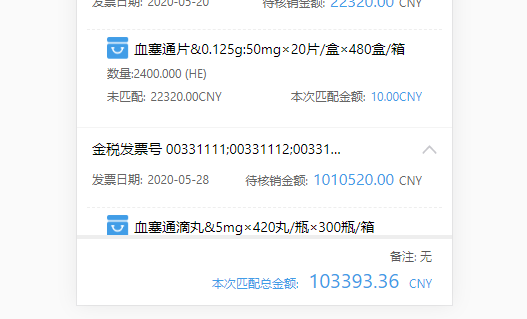 发票日期: 2020-05-20 待核销金额: 22320.00 CNY
血塞通片&0.125g:50mg×20片/盒×480盒/箱
数量:2400.000 (HE)
未匹配: 22320.00CNY 本次匹配金额: 10.00CNY
金税发票号 00331111;00331112;00331...
发票日期: 2020-05-28 待核销金额: 1010520.00 CNY
血塞通滴丸&5mg×420丸/瓶×300瓶/箱
备注: 无
本次匹配总金额: 103393.36 CNY